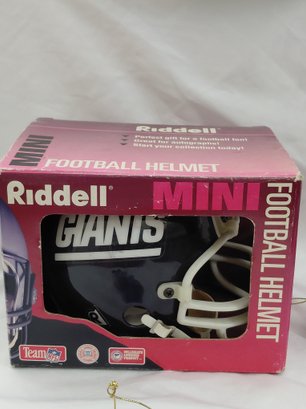 Riddell®
Perfect gift for a football fan!
Great for autographs!
Start your collection today!
MINI
FOOTBALL HELMET
Riddell®
MINI
FOOTBALL HELMET
GIANTS
Team
NFL